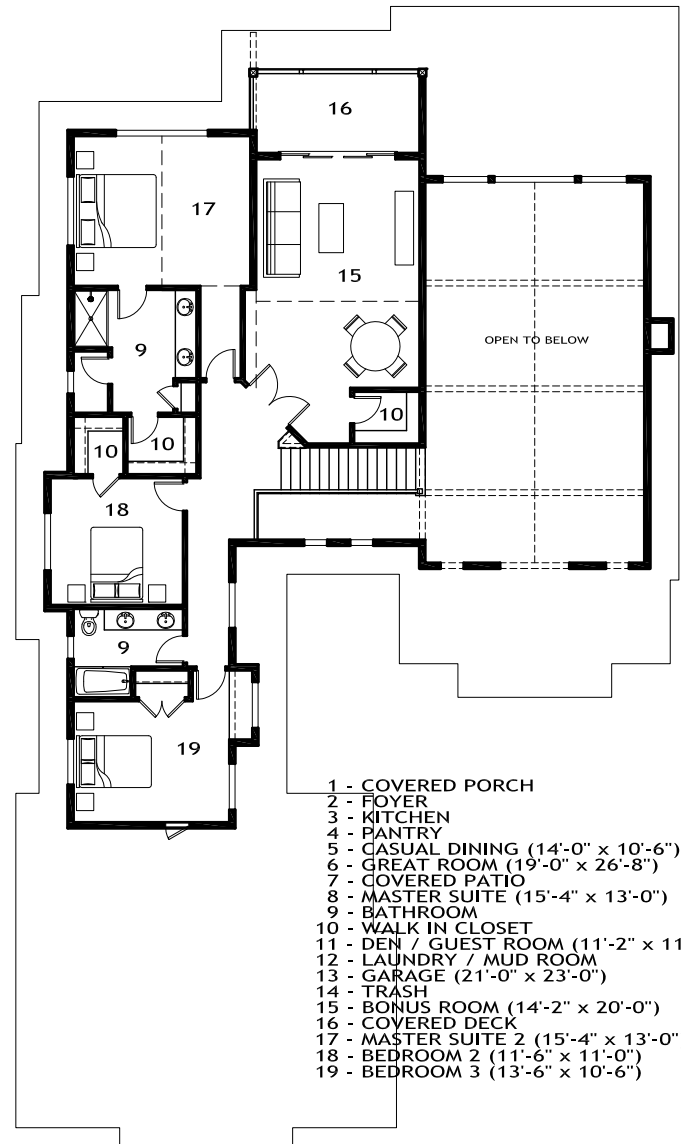 16
17
15
OPEN TO BELOW
9
10
10
10
18
9
19
1 - COVERED PORCH
2 - FOYER
3 - KITCHEN
4 - PANTRY
5 - CASUAL DINING (14'-0" x 10'-6")
6 - GREAT ROOM (19'-0" x 26'-8")
7 - COVERED PATIO
8 - MASTER SUITE (15'-4" x 13'-0")
9 - BATHROOM
10 - WALK IN CLOSET
11 - DEN / GUEST ROOM (11'-2" x 11
12 - LAUNDRY / MUD ROOM
13 - GARAGE (21'-0" x 23'-0")
14 - TRASH
15 - BONUS ROOM (14'-2" x 20'-0")
16 - COVERED DECK
17 - MASTER SUITE 2 (15'-4" x 13'-0"
18 - BEDROOM 2 (11'-6" x 11'-0")
19 - BEDROOM 3 (13'-6" x 10'-6")